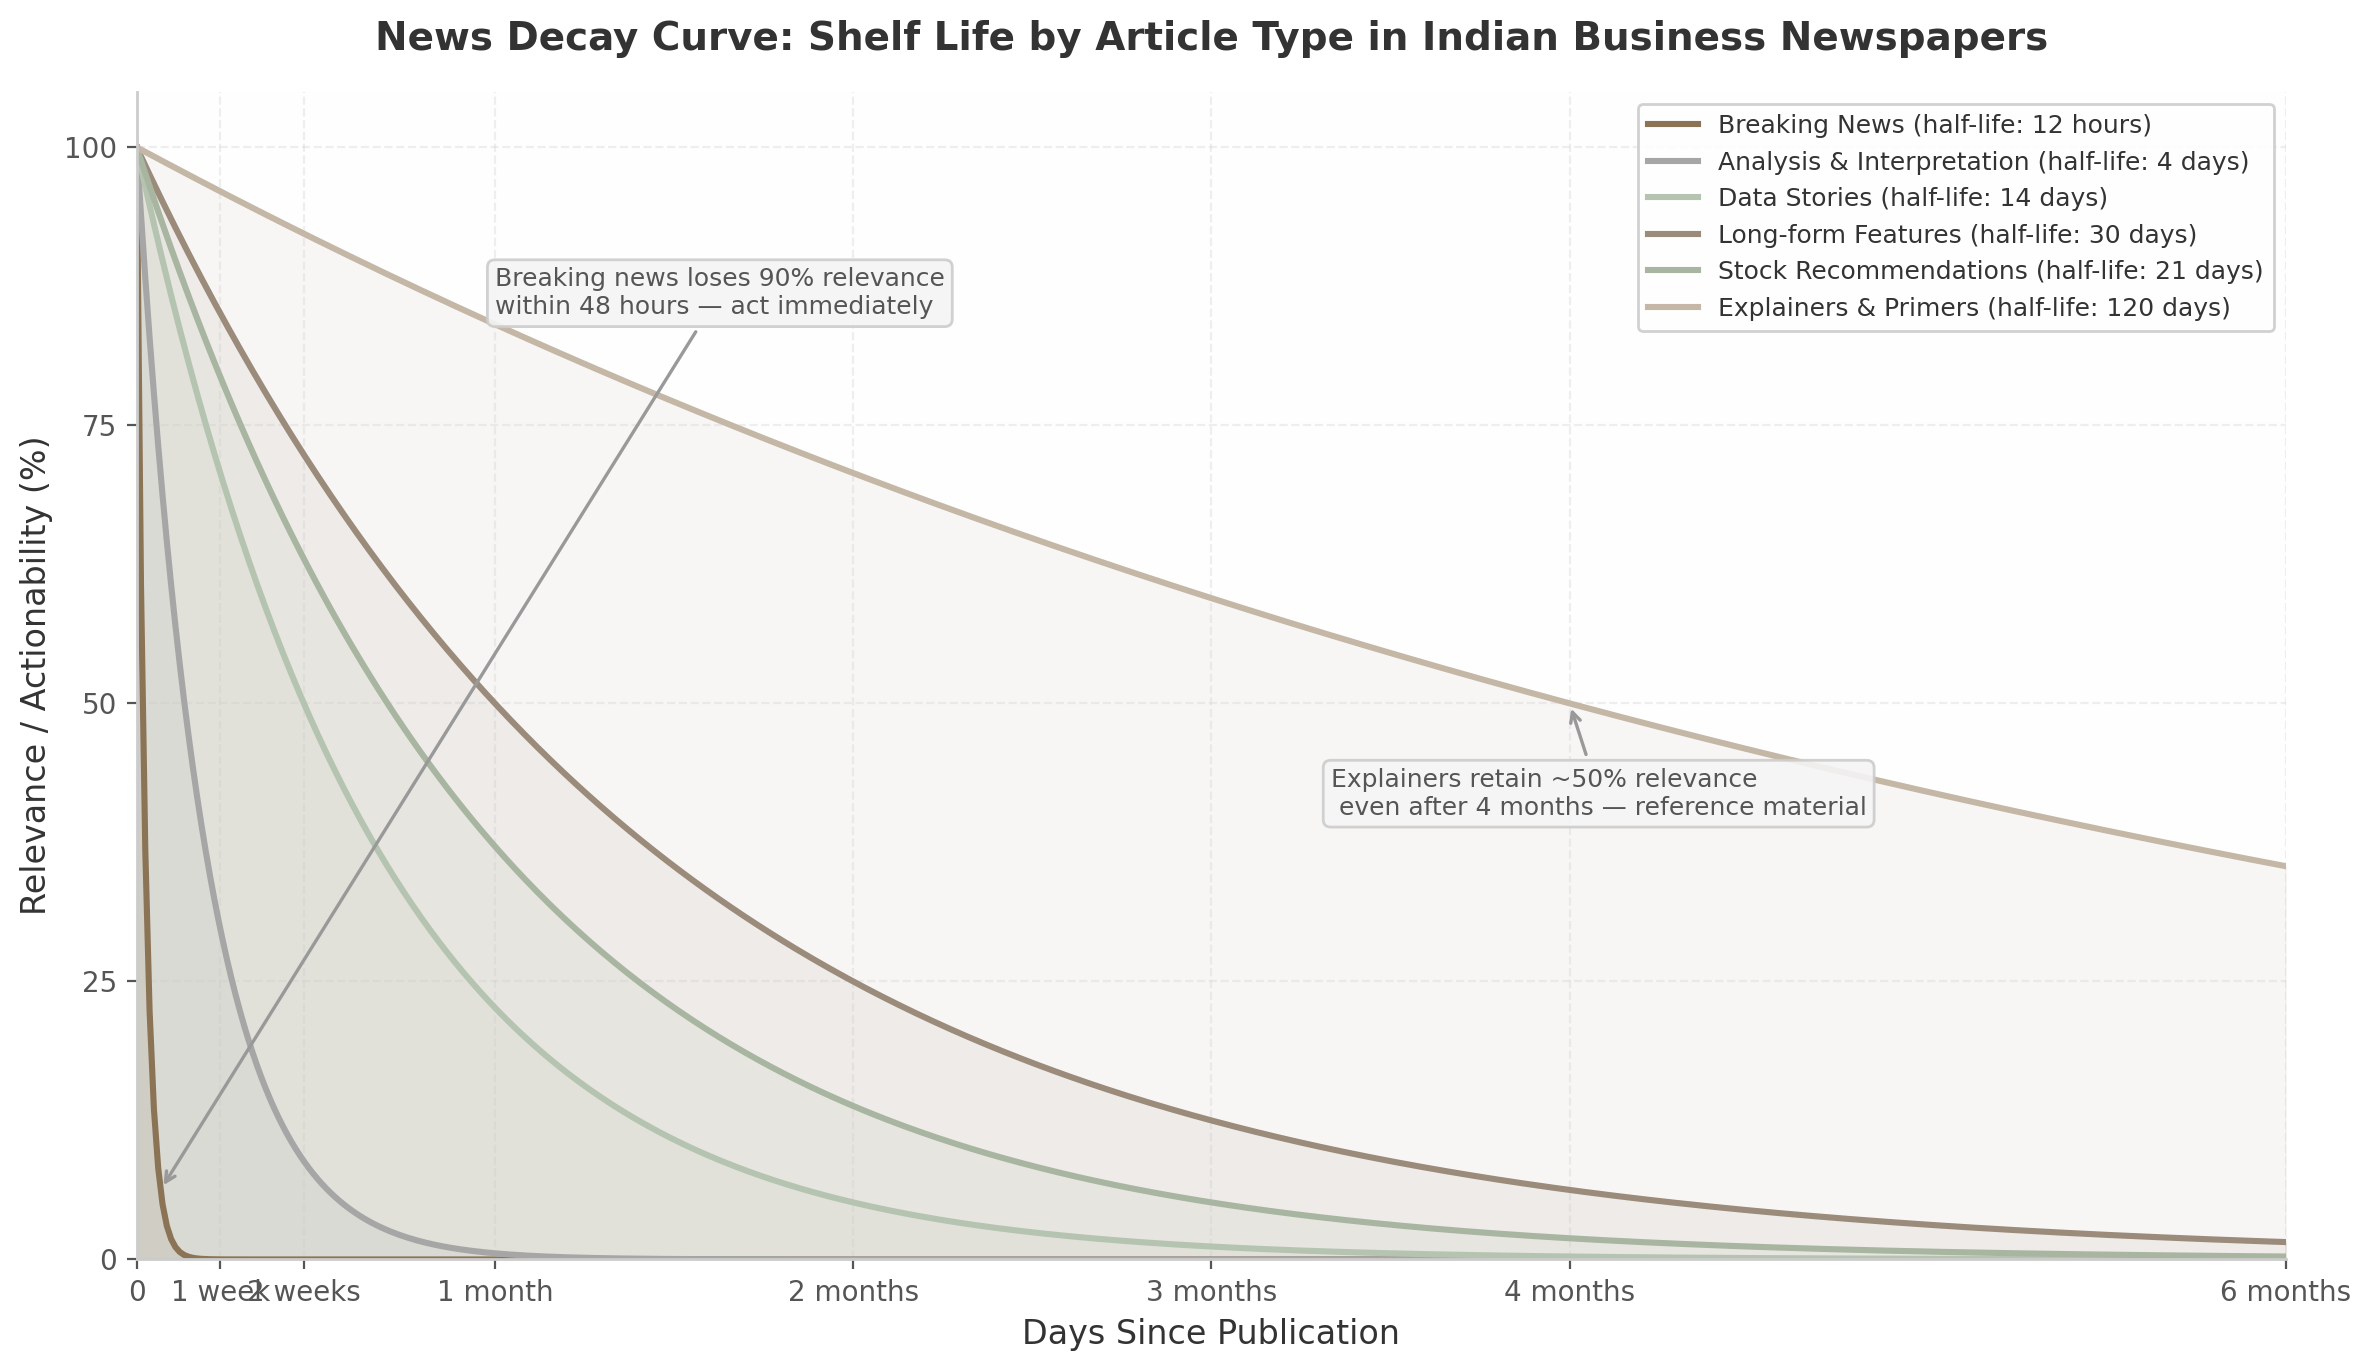 News Decay Curve: Shelf Life by Article Type in Indian Business Newspapers
Relevance / Actionability (%)
100
75
50
25
0
Breaking News (half-life: 12 hours)
Analysis & Interpretation (half-life: 4 days)
Data Stories (half-life: 14 days)
Long-form Features (half-life: 30 days)
Stock Recommendations (half-life: 21 days)
Explainers & Primers (half-life: 120 days)
Breaking news loses 90% relevance
within 48 hours — act immediately
Explainers retain ~50% relevance
even after 4 months — reference material
0 1 week 2 weeks 1 month 2 months 3 months 4 months 6 months
Days Since Publication